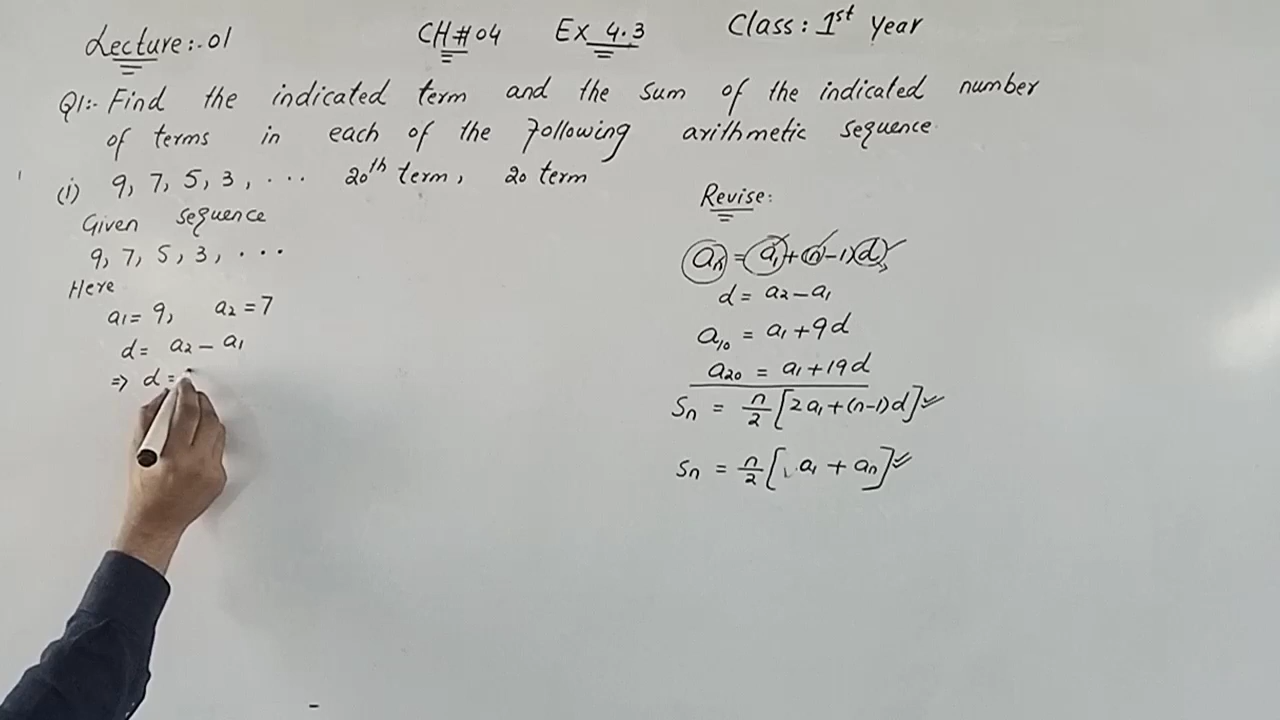 Lecture:-01 CH#04 Ex 4.3 Class: 1st Year
Q1:- Find the indicated term and the sum of the indicated number
of terms in each of the following arithmetic sequence.
(i) 9, 7, 5, 3, ... 20th term, 20 term
Given sequence
9, 7, 5, 3, ...
Here
a1 = 9, a2 = 7
d = a2 - a1
=> d =
Revise:
an = a1 + (n-1)d
d = a2 - a1
a10 = a1 + 9d
a20 = a1 + 19d
Sn = n/2 [2a1 + (n-1)d]
Sn = n/2 [a1 + an]